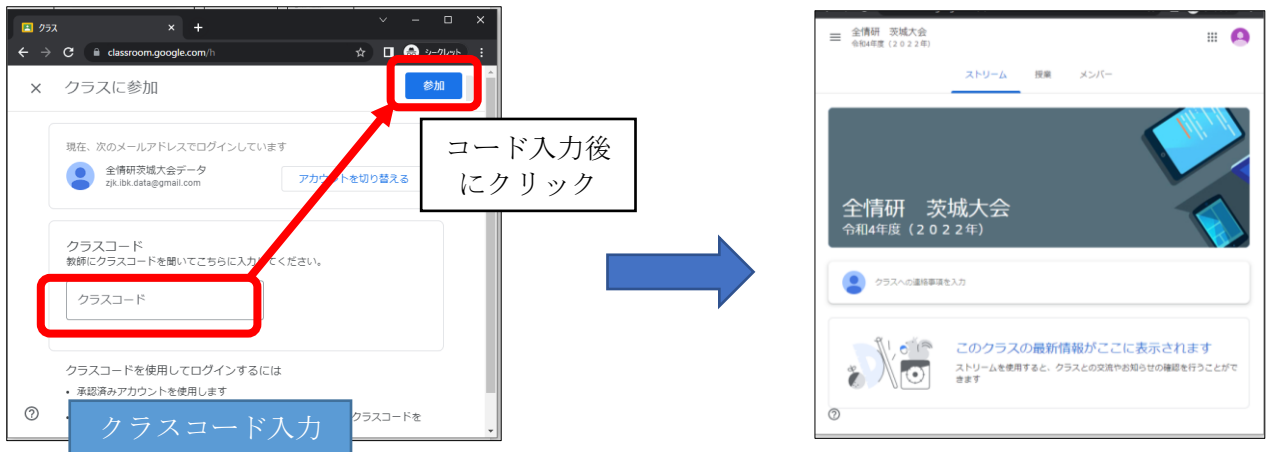 クラス
classroom.google.com/h
シークレット
クラスに参加
参加
現在、次のメールアドレスでログインしています
全情研茨城大会データ
zjk.ibk.data@gmail.com
アカウントを切り替える
コード入力後
にクリック
クラスコード
教師にクラスコードを聞いてこちらに入力してください。
クラスコード
クラスコードを使用してログインするには
• 承認済みアカウントを使用します
クラスコードを
クラスコード入力
全情研 茨城大会
令和4年度(2022年)
ストリーム 授業 メンバー
全情研 茨城大会
令和4年度(2022年)
クラスへの連絡事項を入力
このクラスの最新情報がここに表示されます
ストリームを使用すると、クラスとの交流やお知らせの確認を行うことがで
きます